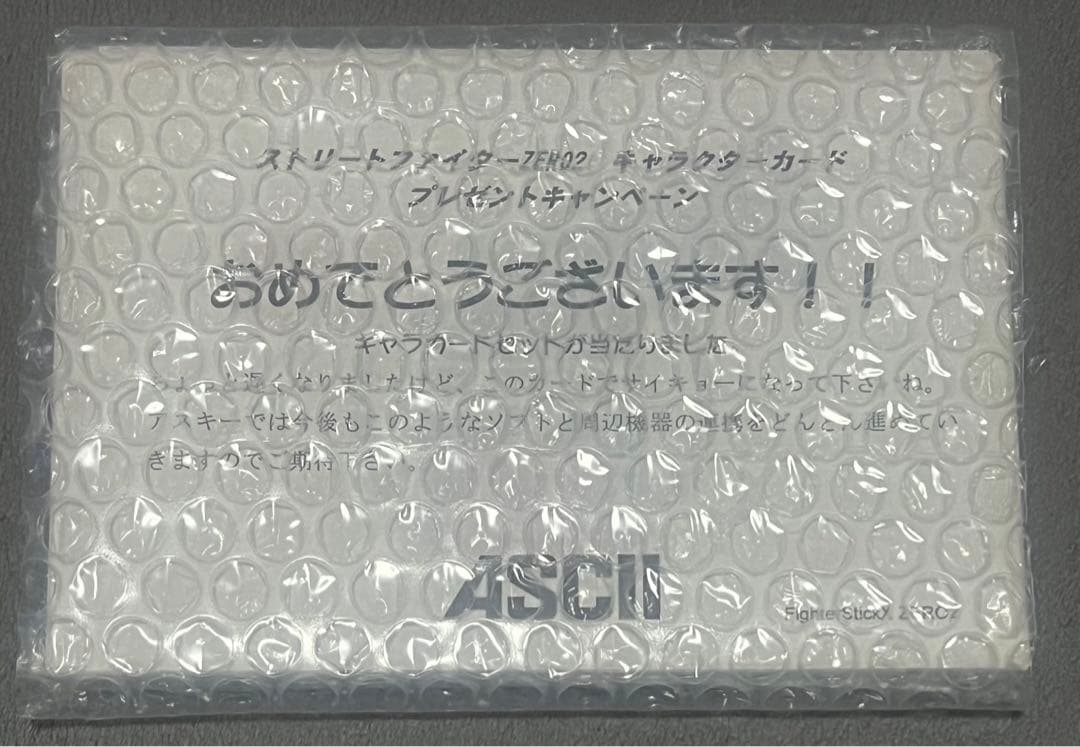 ストリートファイターZERO2 キャラクターカード
プレゼントキャンペーン
おめでとうございます！！
キャラカードセットが当たりました
ちょっと遅くなりましたけど、このカードでサイキョーになって下さいね。
アスキーでは今後もこのようなソフトと周辺機器の連携をどんどん進めてい
きますのでご期待下さい。
ASCII
FighterStickX ZERO2